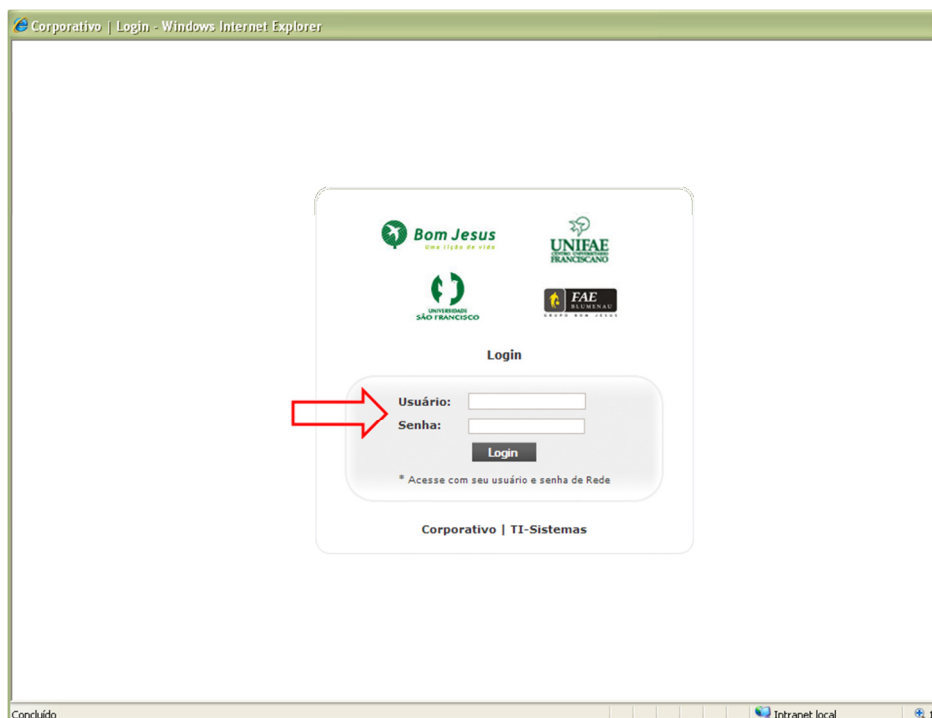 Corporativo | Login - Windows Internet Explorer
Bom Jesus
Uma lição de vida
UNIFAE
CENTRO UNIVERSITÁRIO
FRANCISCANO
UNIVERSIDADE
SÃO FRANCISCO
FAE
BLUMENAU
GRUPO BOM JESUS
Login
Usuário:
Senha:
Login
* Acesse com seu usuário e senha de Rede
Corporativo | TI-Sistemas
Concluído
Intranet local